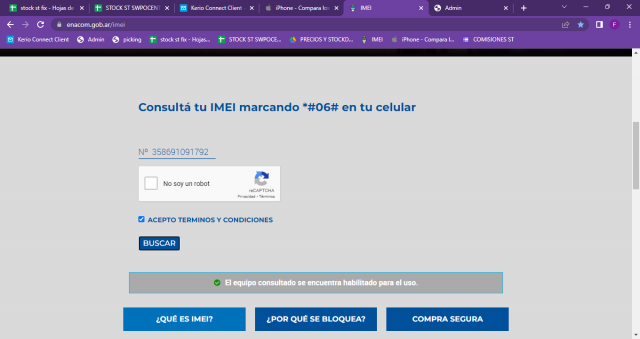 stock st fix - Hojas de
STOCK ST SWPOCENT
Kerio Connect Client
iPhone - Compara los
IMEI
Admin
enacom.gob.ar/imei
F
Kerio Connect Client
Admin
picking
stock st fix - Hojas...
STOCK ST SWPOCE...
PRECIOS Y STOCKD...
IMEI
iPhone - Compara l...
COMISIONES ST
Consultá tu IMEI marcando *#06# en tu celular
Nº 358691091792
No soy un robot
reCAPTCHA
Privacidad - Términos
ACEPTO TERMINOS Y CONDICIONES
BUSCAR
El equipo consultado se encuentra habilitado para el uso.
¿QUÉ ES IMEI?
¿POR QUÉ SE BLOQUEA?
COMPRA SEGURA